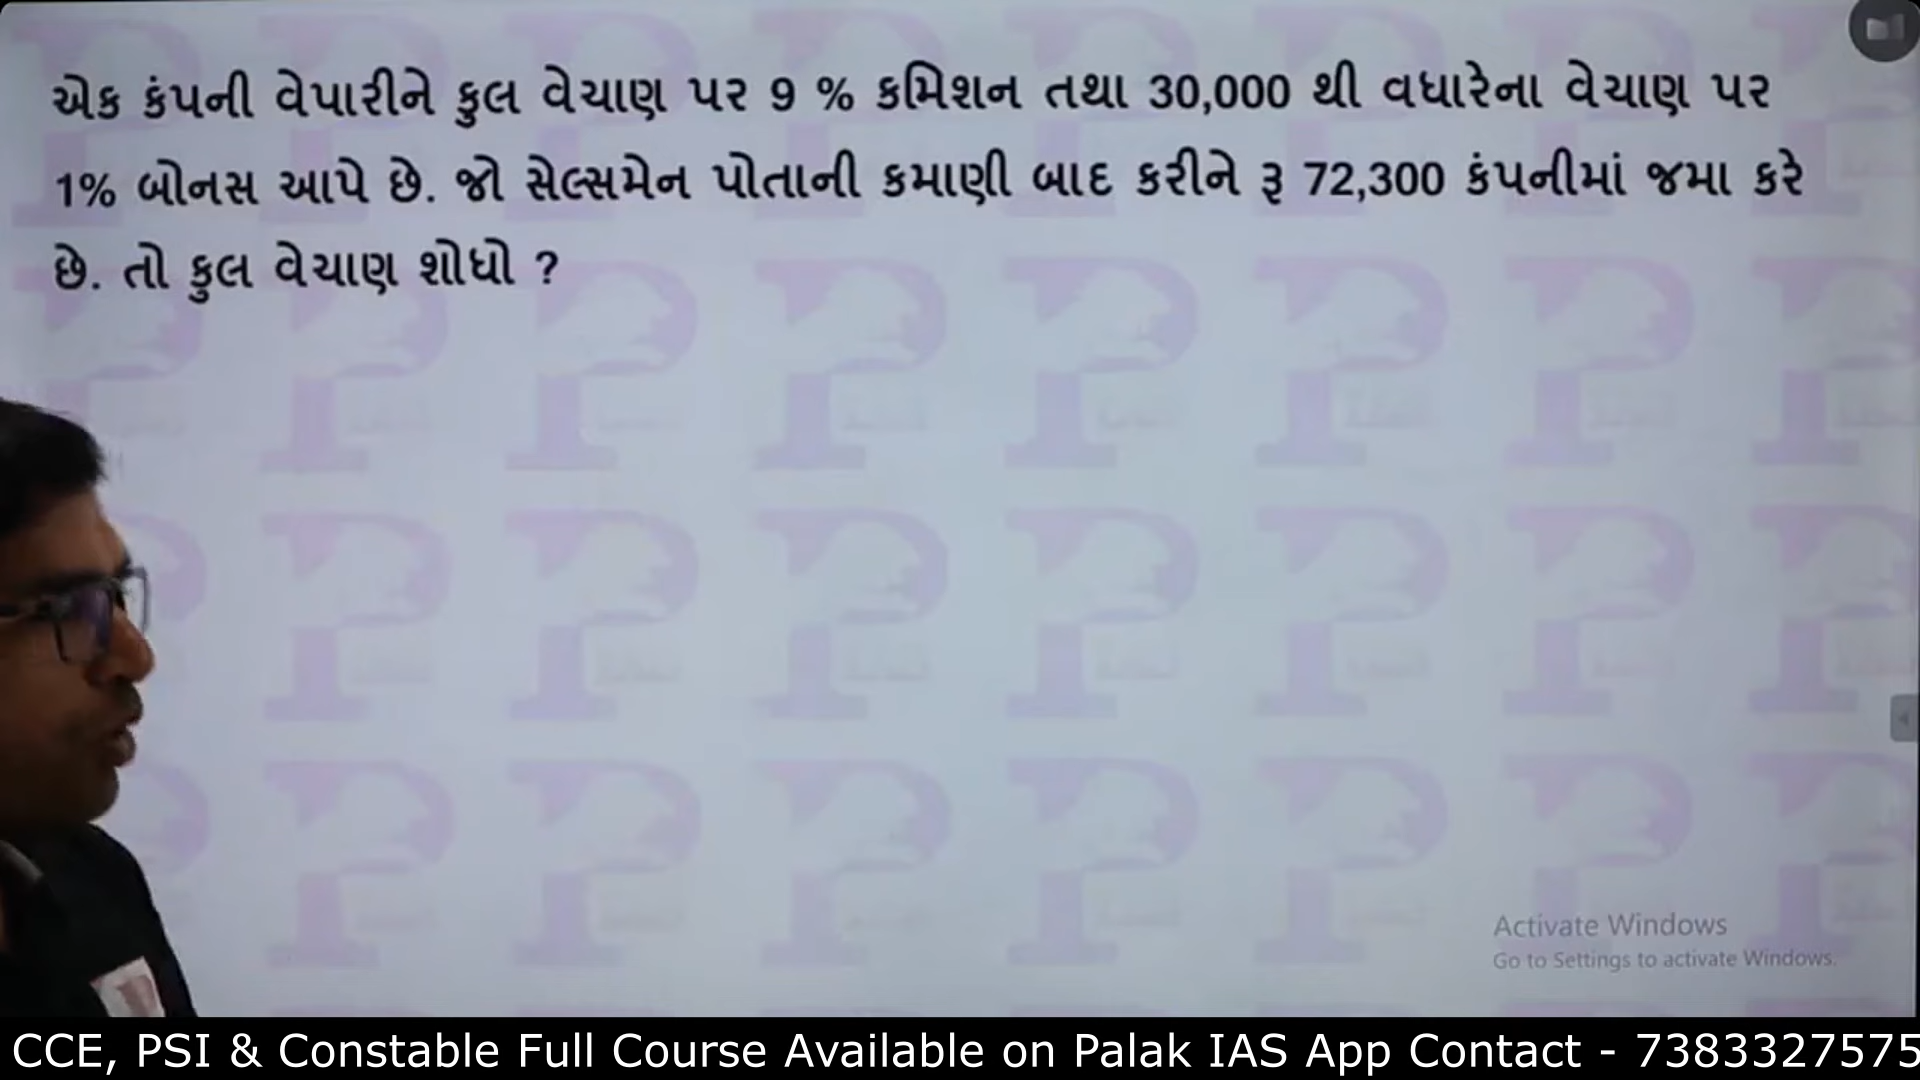 એક કંપની વેપારીને કુલ વેચાણ પર 9 % કમિશન તથા 30,000 થી વધારેના વેચાણ પર
1% બોનસ આપે છે. જો સેલ્સમેન પોતાની કમાણી બાદ કરીને રૂ 72,300 કંપનીમાં જમા કરે
છે. તો કુલ વેચાણ શોધો ?
Activate Windows
Go to Settings to activate Windows.
CCE, PSI & Constable Full Course Available on Palak IAS App Contact - 7383327575